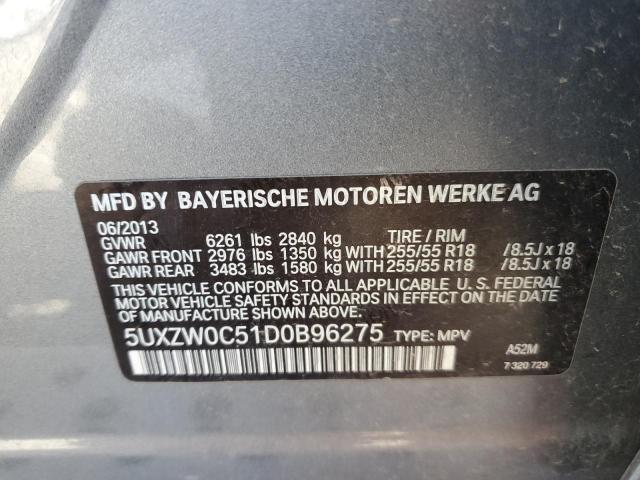 MFD BY BAYERISCHE MOTOREN WERKE AG
06/2013
GVWR 6261 lbs 2840 kg TIRE / RIM
GAWR FRONT 2976 lbs 1350 kg WITH 255/55 R18 /8.5J x 18
GAWR REAR 3483 lbs 1580 kg WITH 255/55 R18 /8.5J x 18
THIS VEHICLE CONFORMS TO ALL APPLICABLE U. S. FEDERAL
MOTOR VEHICLE SAFETY STANDARDS IN EFFECT ON THE DATE
OF MANUFACTURE SHOWN ABOVE.
5UXZW0C51D0B96275 TYPE: MPV
A52M
7 320 729